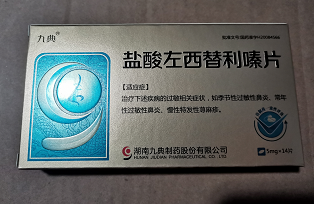 九典
盐酸左西替利嗪片
【适应症】
治疗下述疾病的过敏相关症状，如季节性过敏性鼻炎、常年
性过敏性鼻炎、慢性特发性荨麻疹。
湖南九典制药股份有限公司
HUNAN JIUDIAN PHARMACEUTICAL CO., LTD
5mg×14片